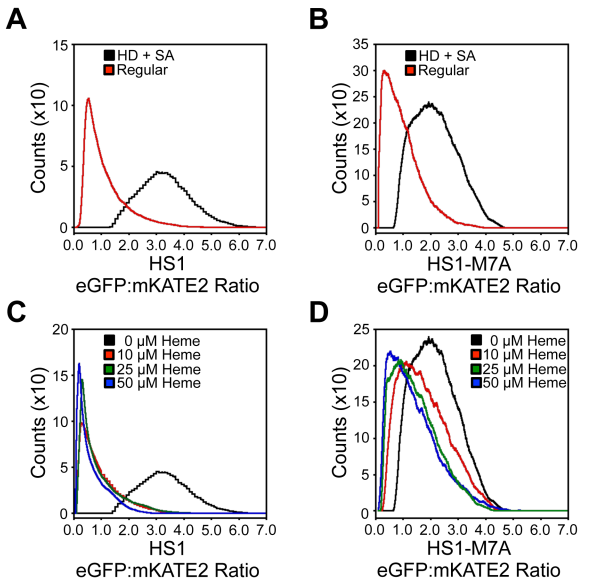 A
15
10
5
0
Counts (x10)
HD + SA
Regular
0.0 1.0 2.0 3.0 4.0 5.0 6.0 7.0
HS1
eGFP:mKATE2 Ratio
B
35
30
25
20
15
10
5
0
Counts (x10)
HD + SA
Regular
0.0 1.0 2.0 3.0 4.0 5.0 6.0 7.0
HS1-M7A
eGFP:mKATE2 Ratio
C
20
15
10
5
0
Counts (x10)
0 µM Heme
10 µM Heme
25 µM Heme
50 µM Heme
0.0 1.0 2.0 3.0 4.0 5.0 6.0 7.0
HS1
eGFP:mKATE2 Ratio
D
25
20
15
10
5
0
Counts (x10)
0 µM Heme
10 µM Heme
25 µM Heme
50 µM Heme
0.0 1.0 2.0 3.0 4.0 5.0 6.0 7.0
HS1-M7A
eGFP:mKATE2 Ratio